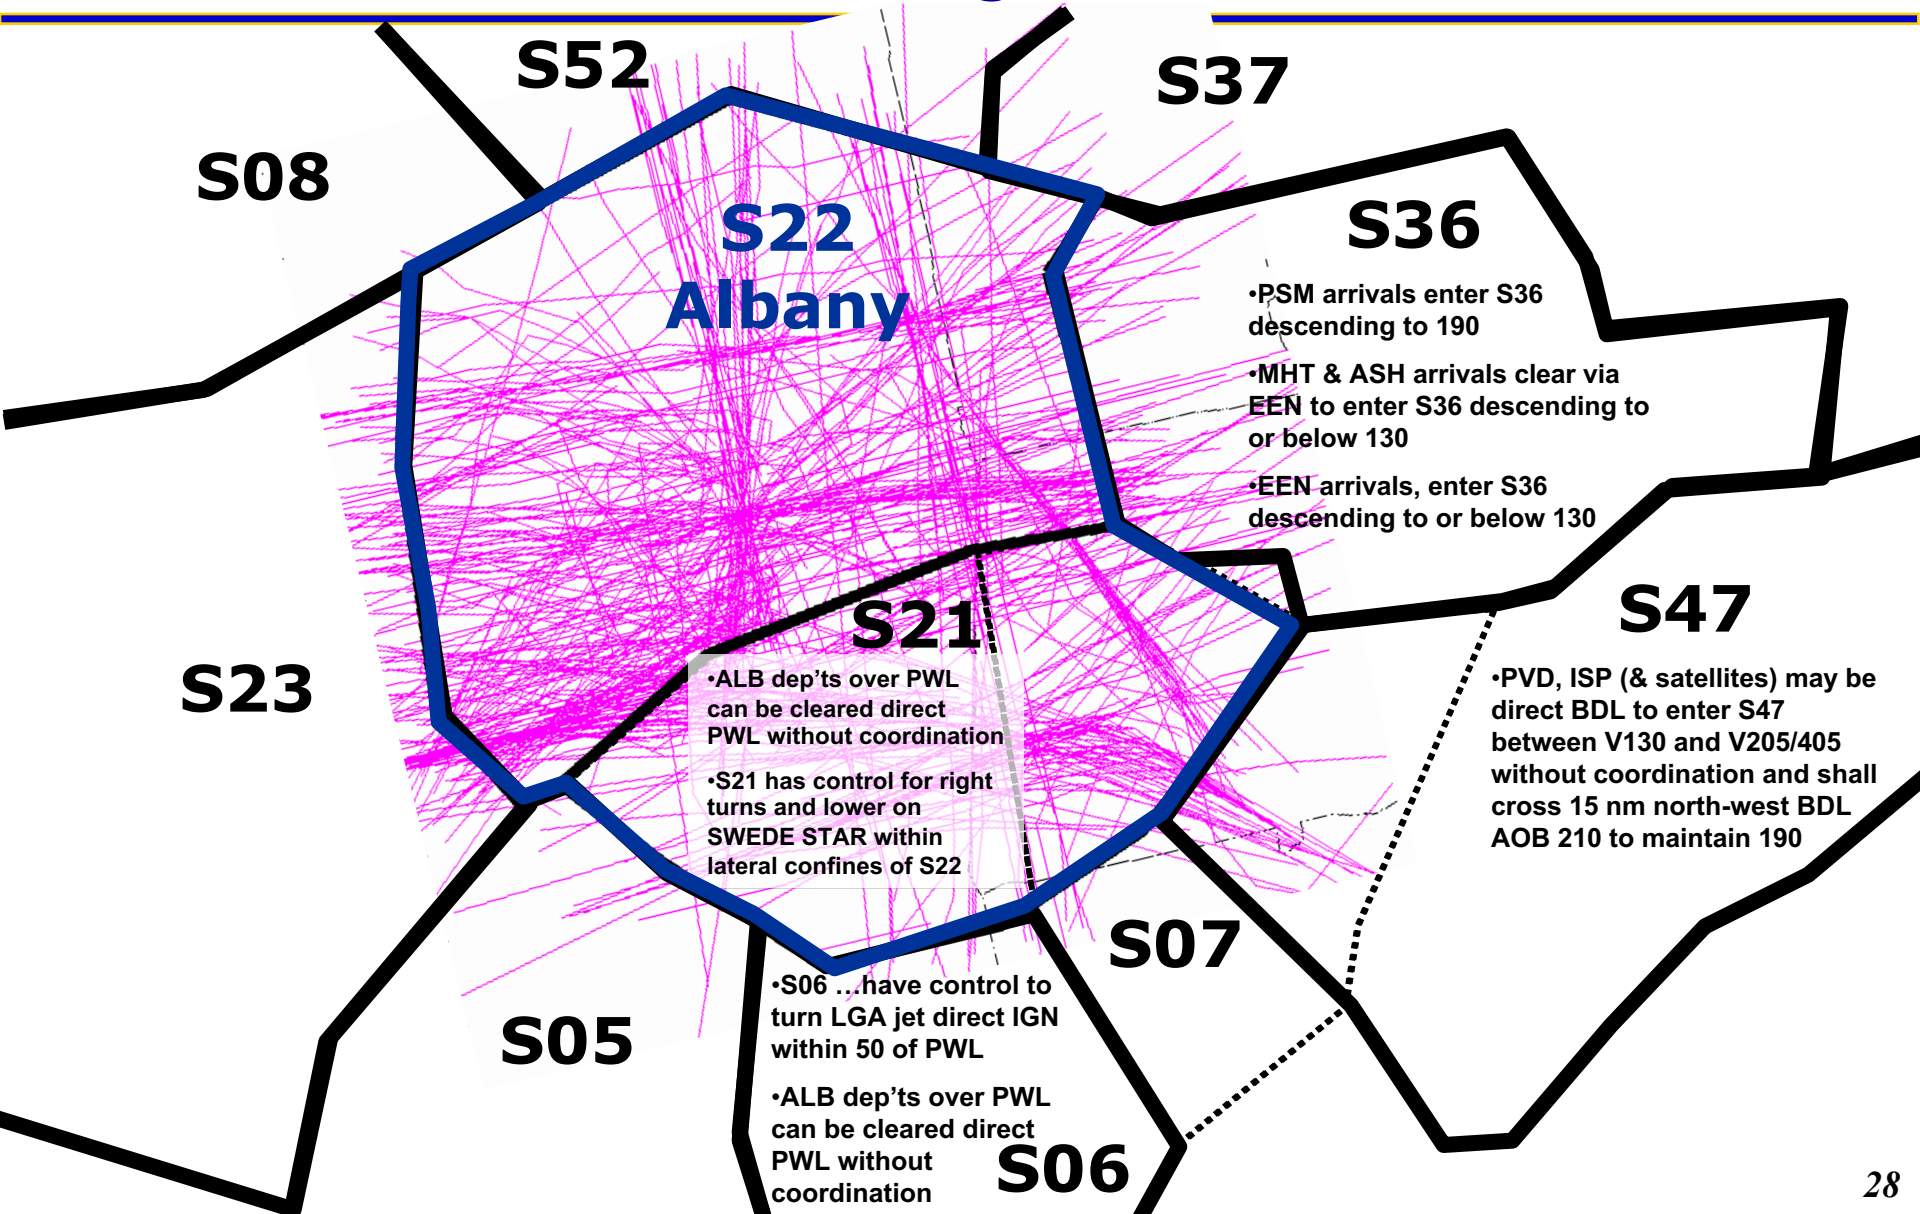 S52
S37
S08
S22
Albany
S36
•PSM arrivals enter S36
descending to 190
•MHT & ASH arrivals clear via
EEN to enter S36 descending to
or below 130
•EEN arrivals, enter S36
descending to or below 130
S21
•ALB dep'ts over PWL
can be cleared direct
PWL without coordination
•S21 has control for right
turns and lower on
SWEDE STAR within
lateral confines of S22
S47
•PVD, ISP (& satellites) may be
direct BDL to enter S47
between V130 and V205/405
without coordination and shall
cross 15 nm north-west BDL
AOB 210 to maintain 190
S23
S07
S05
•S06 …have control to
turn LGA jet direct IGN
within 50 of PWL
•ALB dep'ts over PWL
can be cleared direct
PWL without
coordination
S06
28